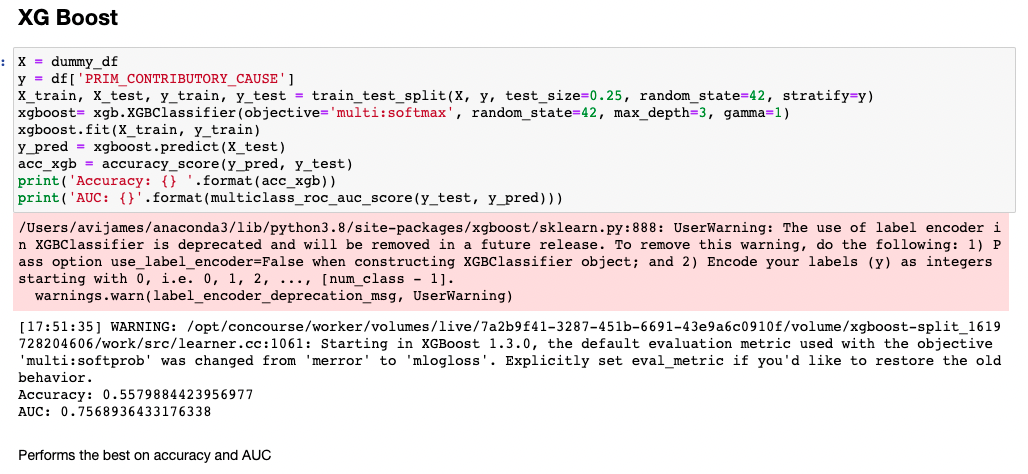 XG Boost
:
X = dummy_df
y = df['PRIM_CONTRIBUTORY_CAUSE']
X_train, X_test, y_train, y_test = train_test_split(X, y, test_size=0.25, random_state=42, stratify=y)
xgboost= xgb.XGBClassifier(objective='multi:softmax', random_state=42, max_depth=3, gamma=1)
xgboost.fit(X_train, y_train)
y_pred = xgboost.predict(X_test)
acc_xgb = accuracy_score(y_pred, y_test)
print('Accuracy: {} '.format(acc_xgb))
print('AUC: {}'.format(multiclass_roc_auc_score(y_test, y_pred)))
/Users/avijames/anaconda3/lib/python3.8/site-packages/xgboost/sklearn.py:888: UserWarning: The use of label encoder i
n XGBClassifier is deprecated and will be removed in a future release. To remove this warning, do the following: 1) P
ass option use_label_encoder=False when constructing XGBClassifier object; and 2) Encode your labels (y) as integers
starting with 0, i.e. 0, 1, 2, ..., [num_class - 1].
  warnings.warn(label_encoder_deprecation_msg, UserWarning)
[17:51:35] WARNING: /opt/concourse/worker/volumes/live/7a2b9f41-3287-451b-6691-43e9a6c0910f/volume/xgboost-split_1619
728204606/work/src/learner.cc:1061: Starting in XGBoost 1.3.0, the default evaluation metric used with the objective
'multi:softprob' was changed from 'merror' to 'mlogloss'. Explicitly set eval_metric if you'd like to restore the old
behavior.
Accuracy: 0.5579884423956977
AUC: 0.7568936433176338
Performs the best on accuracy and AUC